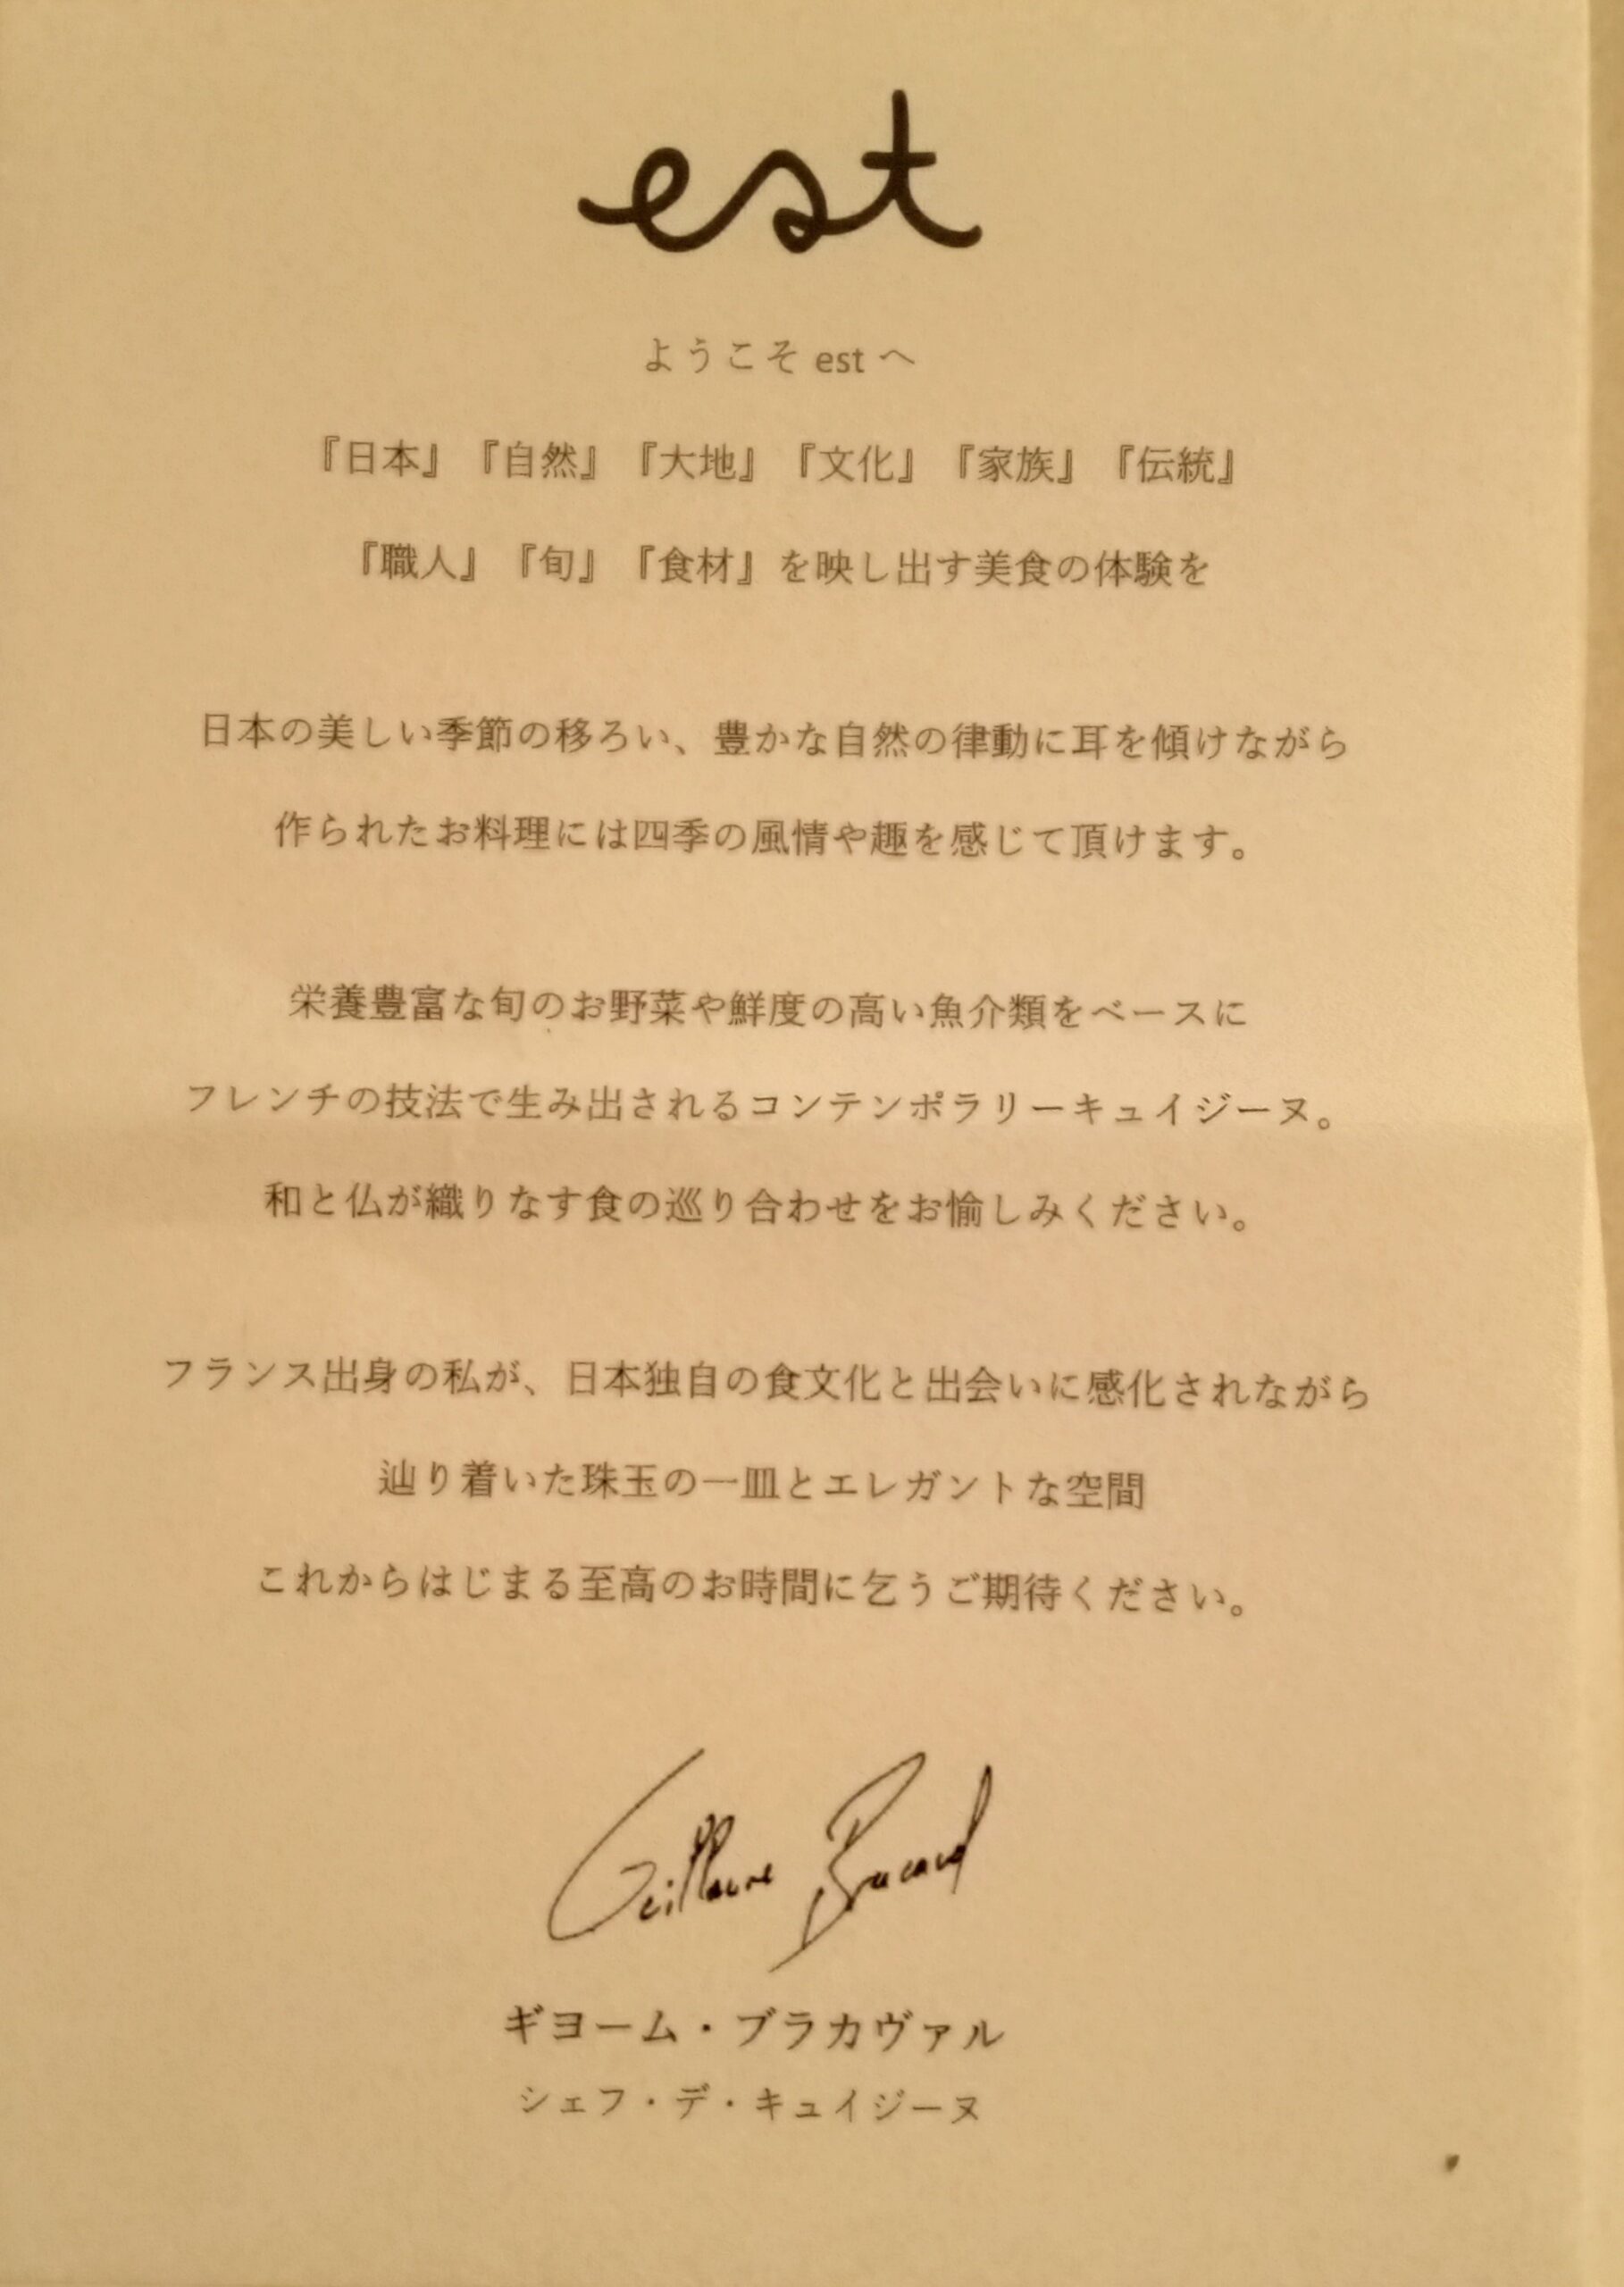 est
ようこそ est へ
『日本』『自然』『大地』『文化』『家族』『伝統』
『職人』『旬』『食材』を映し出す美食の体験を
日本の美しい季節の移ろい、豊かな自然の律動に耳を傾けながら
作られたお料理には四季の風情や趣を感じて頂けます。
栄養豊富な旬のお野菜や鮮度の高い魚介類をベースに
フレンチの技法で生み出されるコンテンポラリーキュイジーヌ。
和と仏が織りなす食の巡り合わせをお愉しみください。
フランス出身の私が、日本独自の食文化と出会いに感化されながら
辿り着いた珠玉の一皿とエレガントな空間
これからはじまる至高のお時間に乞うご期待ください。
Guillaume
ギヨーム・ブラカヴァル
シェフ・デ・キュイジーヌ